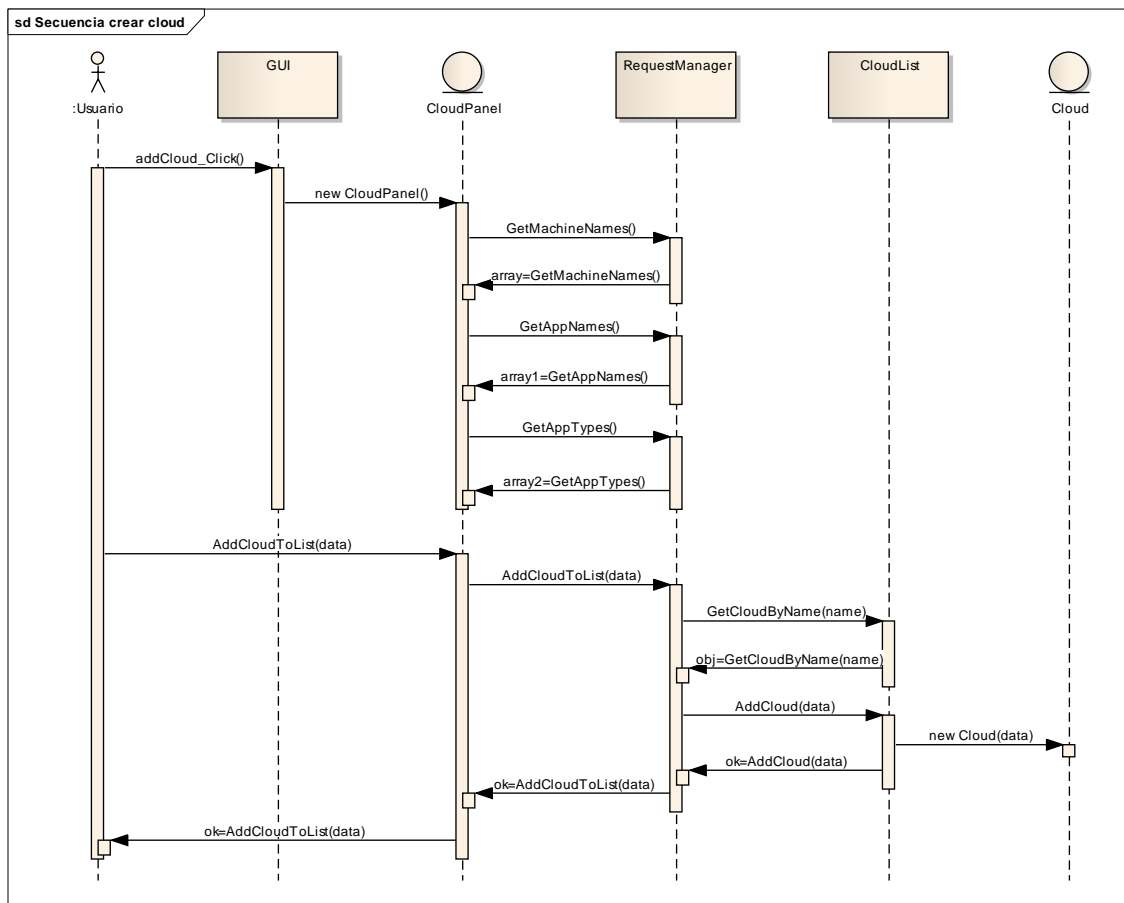 sd Secuencia crear cloud
:Usuario
GUI
CloudPanel
RequestManager
CloudList
Cloud
addCloud_Click()
new CloudPanel()
GetMachineNames()
array=GetMachineNames()
GetAppNames()
array1=GetAppNames()
GetAppTypes()
array2=GetAppTypes()
AddCloudToList(data)
AddCloudToList(data)
GetCloudByName(name)
obj=GetCloudByName(name)
AddCloud(data)
new Cloud(data)
ok=AddCloud(data)
ok=AddCloudToList(data)
ok=AddCloudToList(data)